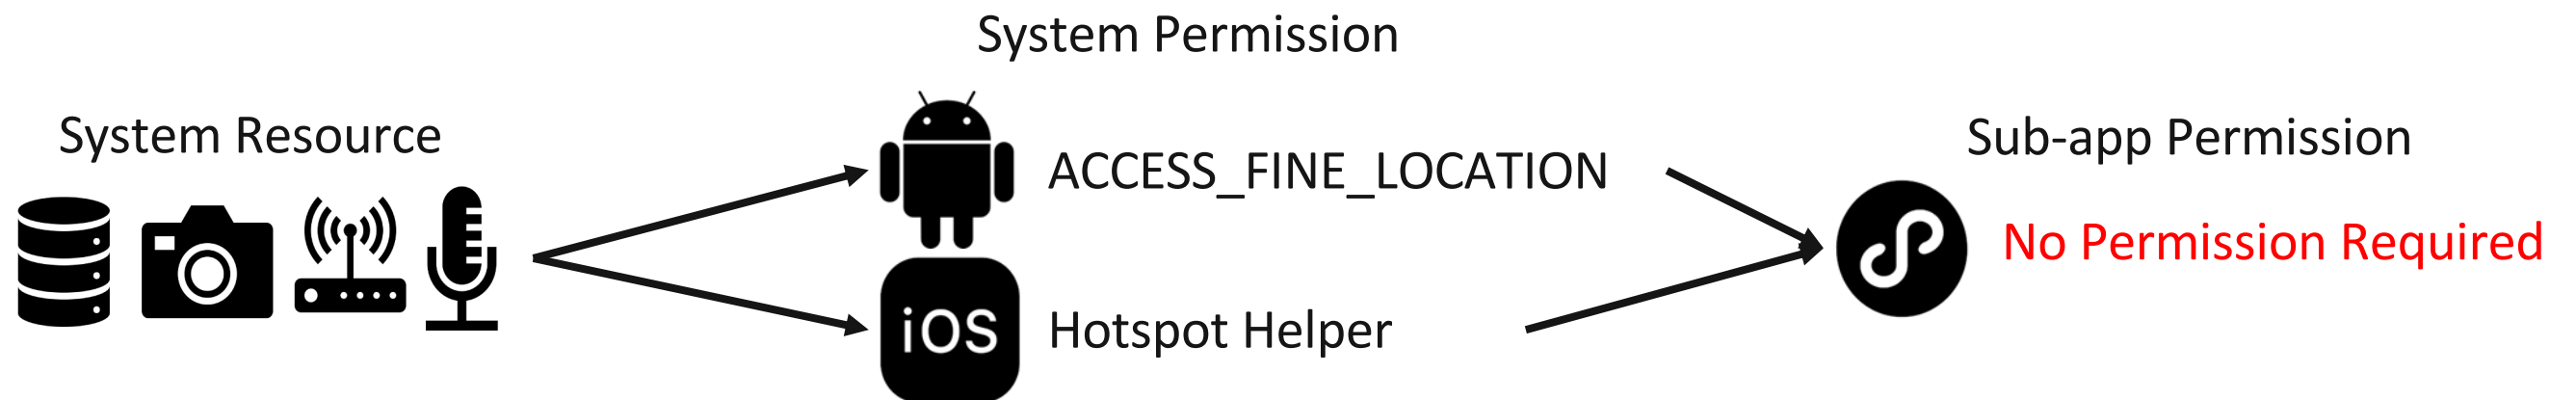 System Resource
System Permission
ACCESS_FINE_LOCATION
iOS
Hotspot Helper
Sub-app Permission
No Permission Required